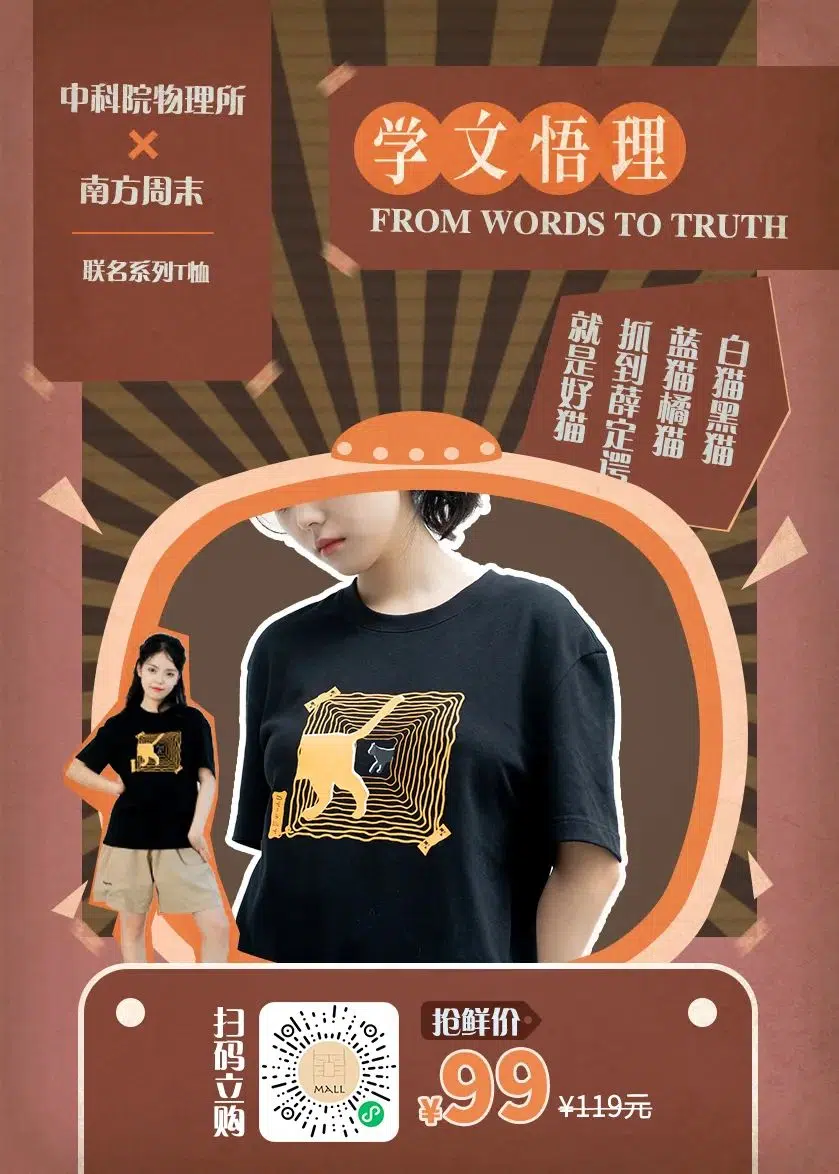 中科院物理所
×
南方周末
联名系列T恤
学文悟理
FROM WORDS TO TRUTH
白猫黑猫
蓝猫橘猫
抓到薛定谔
就是好猫
扫码立购
MALL
抢鲜价
¥99
¥119元